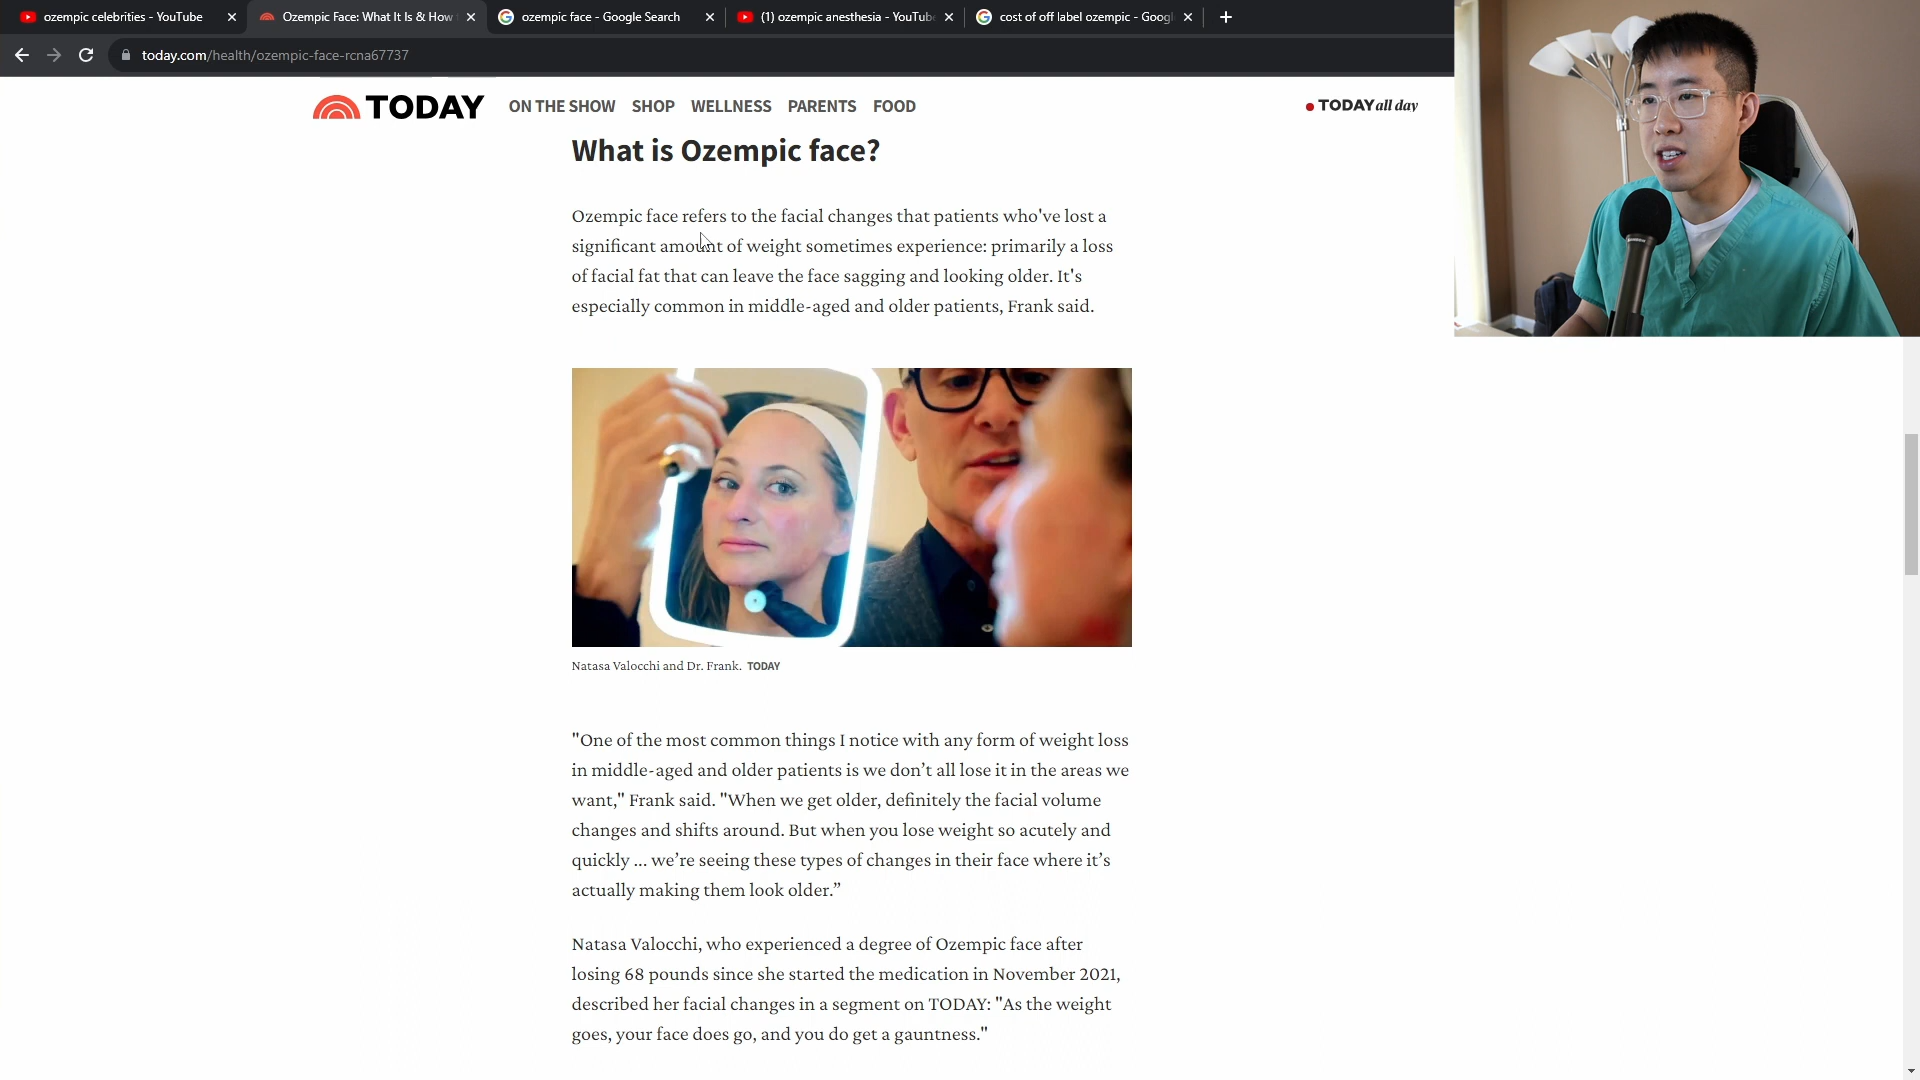 ozempic celebrities - YouTube
Ozempic Face: What It Is & How
ozempic face - Google Search
(1) ozempic anesthesia - YouTub
cost of off label ozempic - Goog
today.com/health/ozempic-face-rcna67737
TODAY
ON THE SHOW
SHOP
WELLNESS
PARENTS
FOOD
TODAY all day
What is Ozempic face?
Ozempic face refers to the facial changes that patients who've lost a
significant amount of weight sometimes experience: primarily a loss
of facial fat that can leave the face sagging and looking older. It's
especially common in middle-aged and older patients, Frank said.
Natasa Valocchi and Dr. Frank. TODAY
"One of the most common things I notice with any form of weight loss
in middle-aged and older patients is we don’t all lose it in the areas we
want," Frank said. "When we get older, definitely the facial volume
changes and shifts around. But when you lose weight so acutely and
quickly ... we’re seeing these types of changes in their face where it’s
actually making them look older.”
Natasa Valocchi, who experienced a degree of Ozempic face after
losing 68 pounds since she started the medication in November 2021,
described her facial changes in a segment on TODAY: "As the weight
goes, your face does go, and you do get a gauntness."